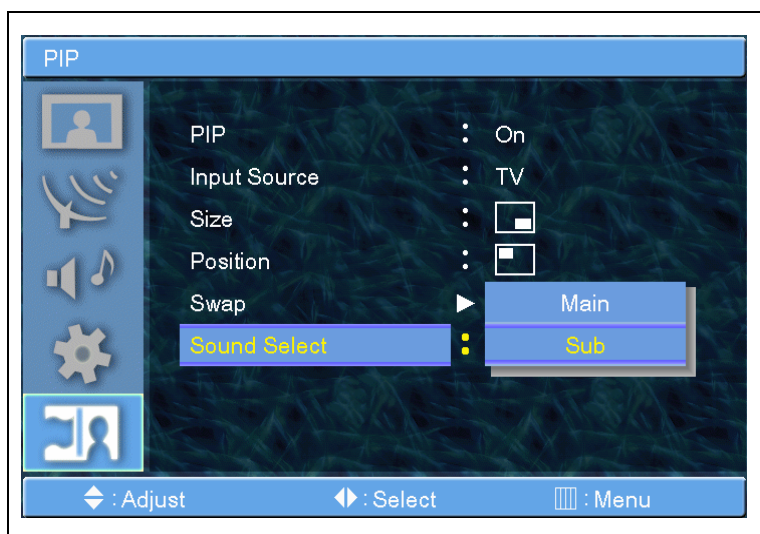 PIP
PIP : On
Input Source : TV
Size :
Position :
Swap Main
Sound Select : Sub
: Adjust : Select : Menu